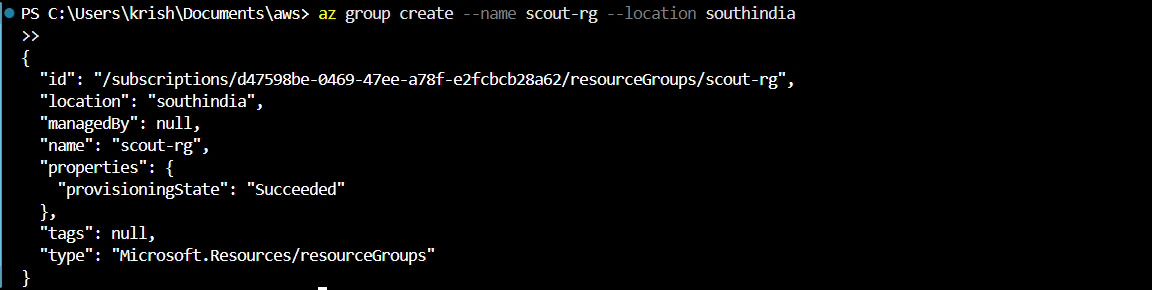 PS C:\Users\krish\Documents\aws> az group create --name scout-rg --location southindia
>>
{
  "id": "/subscriptions/d47598be-0469-47ee-a78f-e2fcbcb28a62/resourceGroups/scout-rg",
  "location": "southindia",
  "managedBy": null,
  "name": "scout-rg",
  "properties": {
    "provisioningState": "Succeeded"
  },
  "tags": null,
  "type": "Microsoft.Resources/resourceGroups"
}